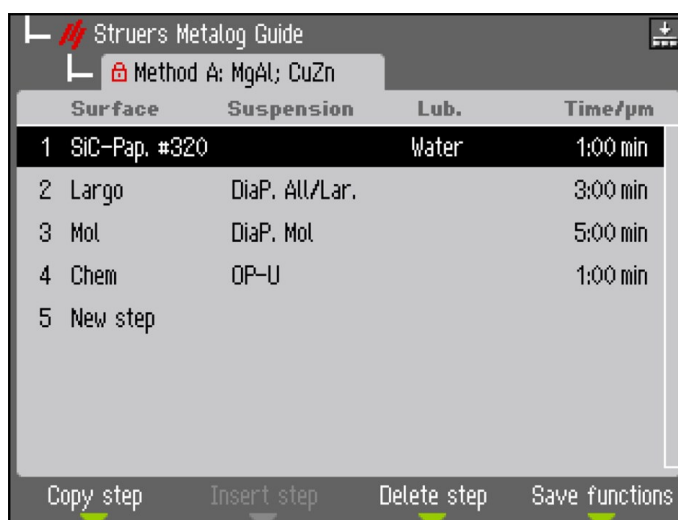 Struers Metalog Guide
Method A: MgAl; CuZn
Surface Suspension Lub. Time/µm
1 SiC-Pap. #320 Water 1:00 min
2 Largo DiaP. All/Lar. 3:00 min
3 Mol DiaP. Mol 5:00 min
4 Chem OP-U 1:00 min
5 New step
Copy step Insert step Delete step Save functions